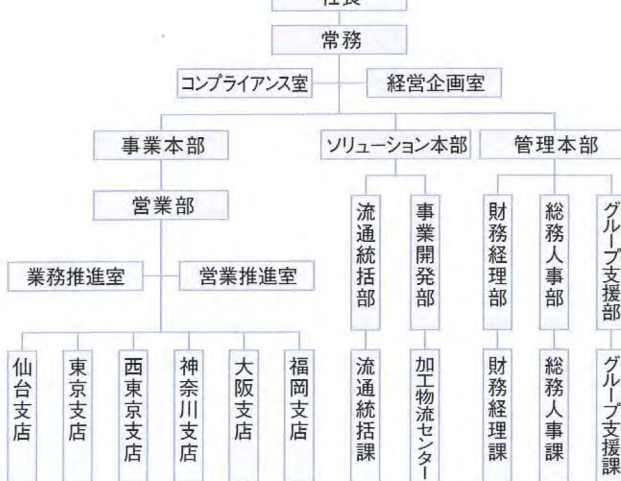 社長
常務
コンプライアンス室
経営企画室
事業本部
ソリューション本部
管理本部
営業部
業務推進室
営業推進室
流通統括部
事業開発部
財務経理部
総務人事部
グループ支援部
仙台支店
東京支店
西東京支店
神奈川支店
大阪支店
福岡支店
流通統括課
加工物流センター
財務経理課
総務人事課
グループ支援課